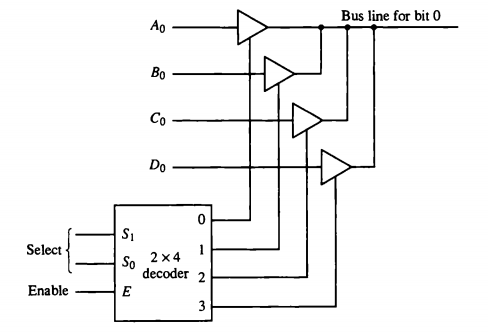 A0
Bus line for bit 0
B0
C0
D0
Select
S1
S0
Enable
E
2 × 4
decoder
0
1
2
3